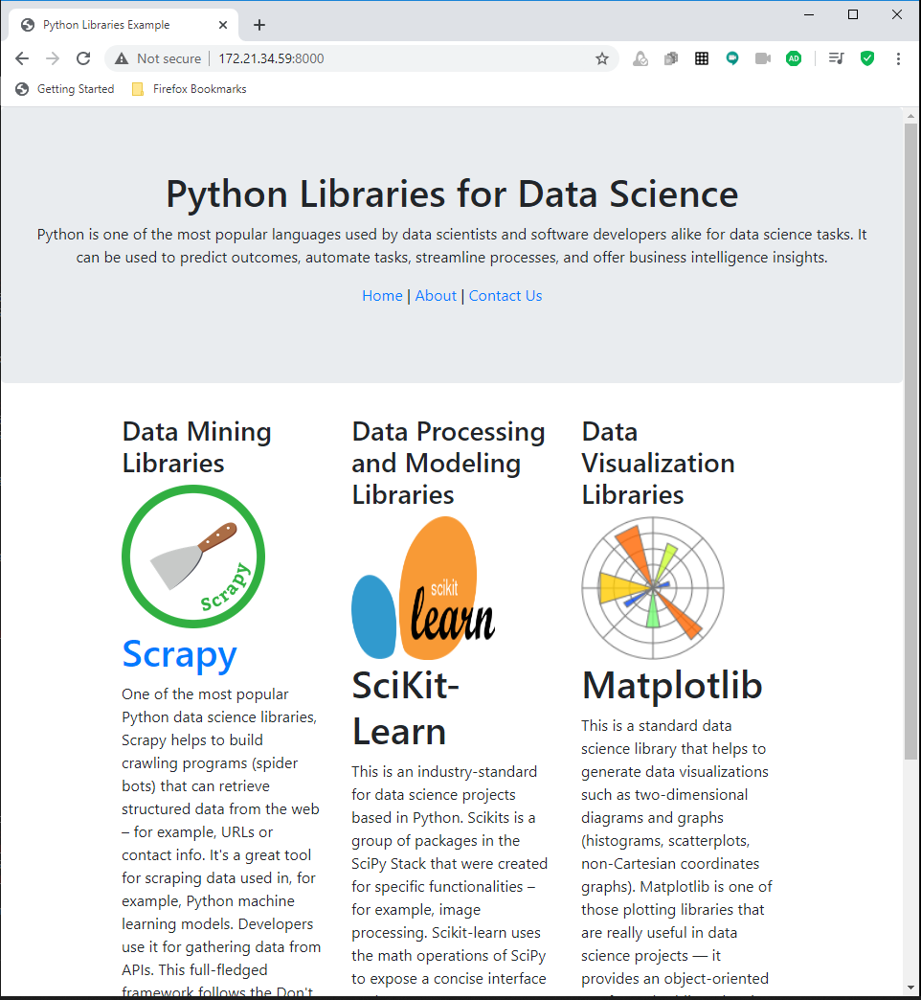 Python Libraries Example
Not secure
172.21.34.59:8000
AD
Getting Started
Firefox Bookmarks
Python Libraries for Data Science
Python is one of the most popular languages used by data scientists and software developers alike for data science tasks. It
can be used to predict outcomes, automate tasks, streamline processes, and offer business intelligence insights.
Home | About | Contact Us
Data Mining
Libraries
Scrapy
Scrapy
One of the most popular
Python data science libraries,
Scrapy helps to build
crawling programs (spider
bots) that can retrieve
structured data from the web
– for example, URLs or
contact info. It's a great tool
for scraping data used in, for
example, Python machine
learning models. Developers
use it for gathering data from
APIs. This full-fledged
framework follows the Don't
Data Processing
and Modeling
Libraries
scikit
learn
SciKit-
Learn
This is an industry-standard
for data science projects
based in Python. Scikits is a
group of packages in the
SciPy Stack that were created
for specific functionalities –
for example, image
processing. Scikit-learn uses
the math operations of SciPy
to expose a concise interface
Data
Visualization
Libraries
Matplotlib
This is a standard data
science library that helps to
generate data visualizations
such as two-dimensional
diagrams and graphs
(histograms, scatterplots,
non-Cartesian coordinates
graphs). Matplotlib is one of
those plotting libraries that
are really useful in data
science projects — it
provides an object-oriented